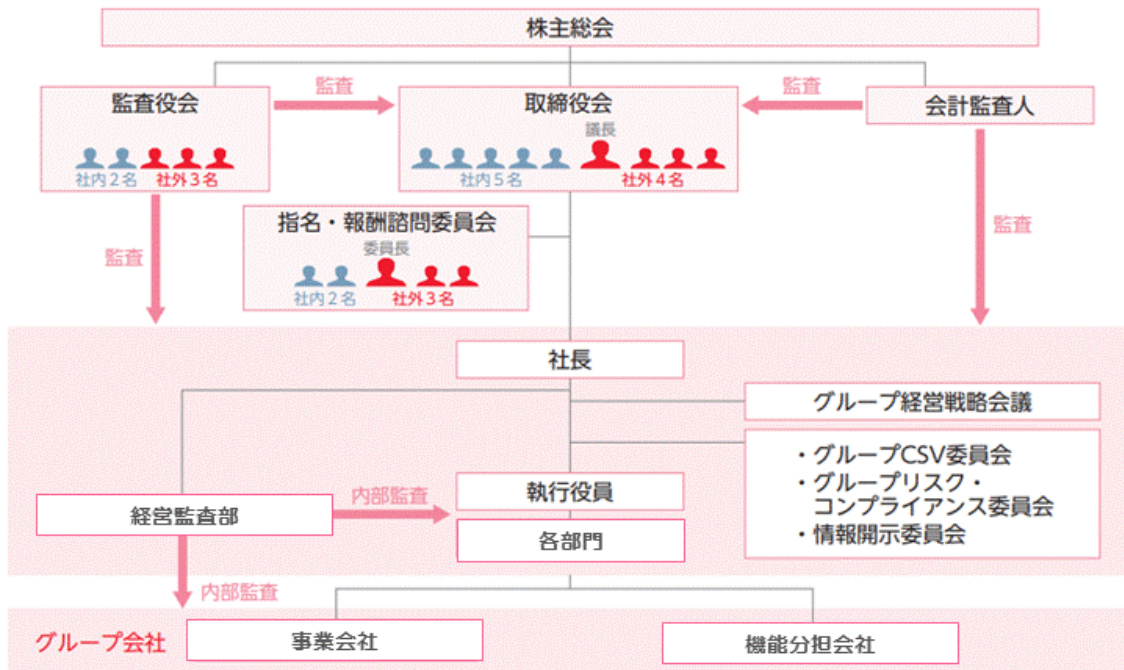 株主総会
監査
監査
監査役会
取締役会
会計監査人
議長
社内2名
社外3名
社内5名
社外4名
指名・報酬諮問委員会
委員長
社内2名
社外3名
監査
監査
社長
グループ経営戦略会議
・グループCSV委員会
・グループリスク・
コンプライアンス委員会
・情報開示委員会
執行役員
内部監査
経営監査部
各部門
内部監査
グループ会社
事業会社
機能分担会社